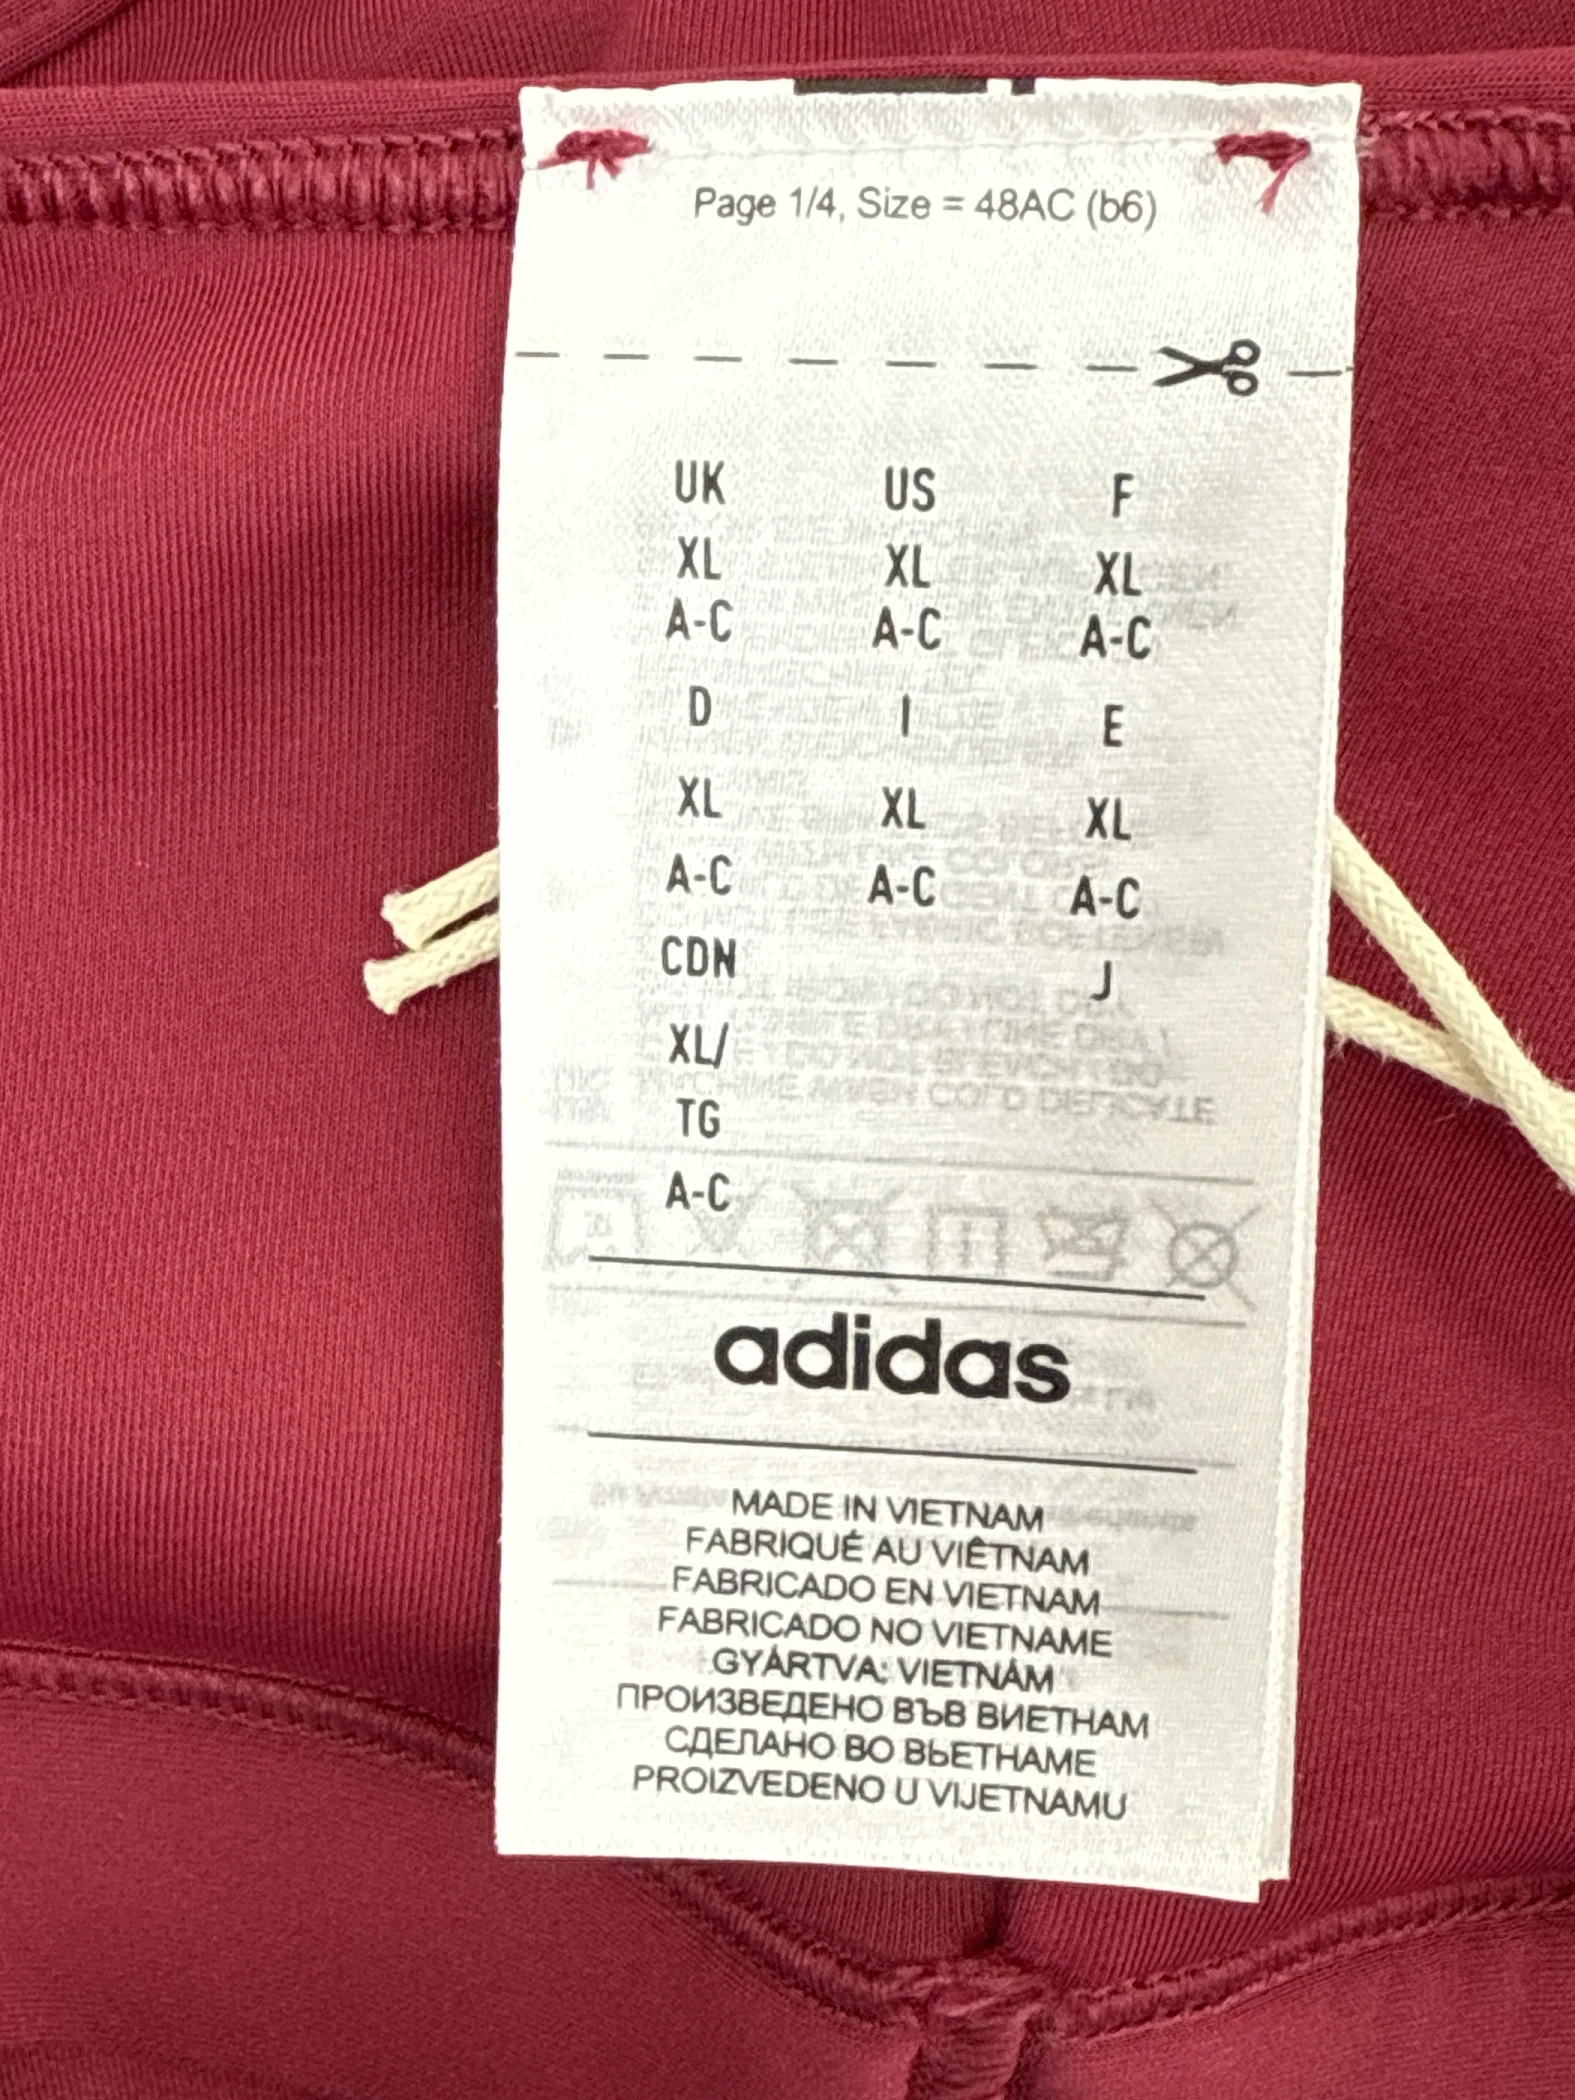 Page 1/4, Size = 48AC (b6)
UK US F
XL XL XL
A-C A-C A-C
D I E
XL XL XL
A-C A-C A-C
CDN J
XL/
TG
A-C
adidas
MADE IN VIETNAM
FABRIQUÉ AU VIÊTNAM
FABRICADO EN VIETNAM
FABRICADO NO VIETNAME
GYÁRTVA: VIETNÁM
ПРОИЗВЕДЕНО ВЪВ ВИЕТНАМ
СДЕЛАНО ВО ВЬЕТНАМЕ
PROIZVEDENO U VIJETNAMU